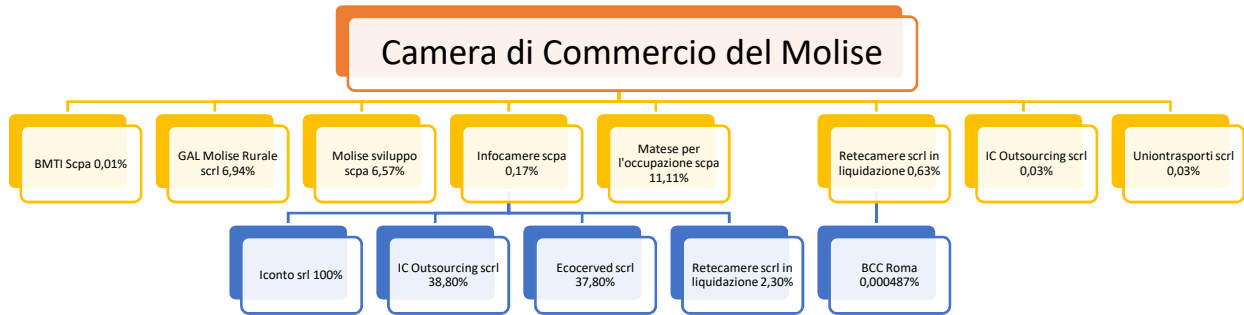 Camera di Commercio del Molise
BMTI Scpa 0,01%
GAL Molise Rurale
scrl 6,94%
Molise sviluppo
scpa 6,57%
Infocamere scpa
0,17%
Matese per
l'occupazione scpa
11,11%
Retecamere scrl in
liquidazione 0,63%
IC Outsourcing scrl
0,03%
Uniontrasporti scrl
0,03%
Iconto srl 100%
IC Outsourcing scrl
38,80%
Ecocerved scrl
37,80%
Retecamere scrl in
liquidazione 2,30%
BCC Roma
0,000487%